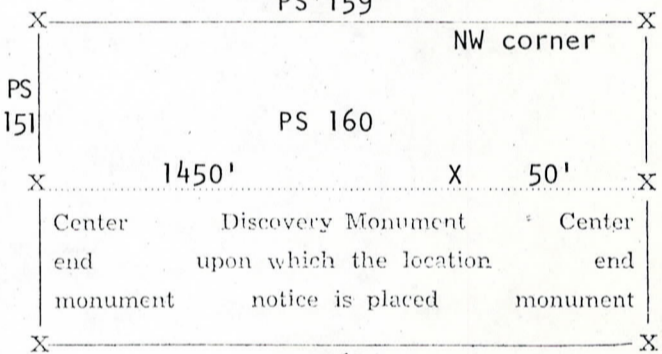 PS 159
X X
NW corner
PS
151
PS 160
1450' X 50'
X X
Center Discovery Monument Center
end upon which the location end
monument notice is placed monument
X X